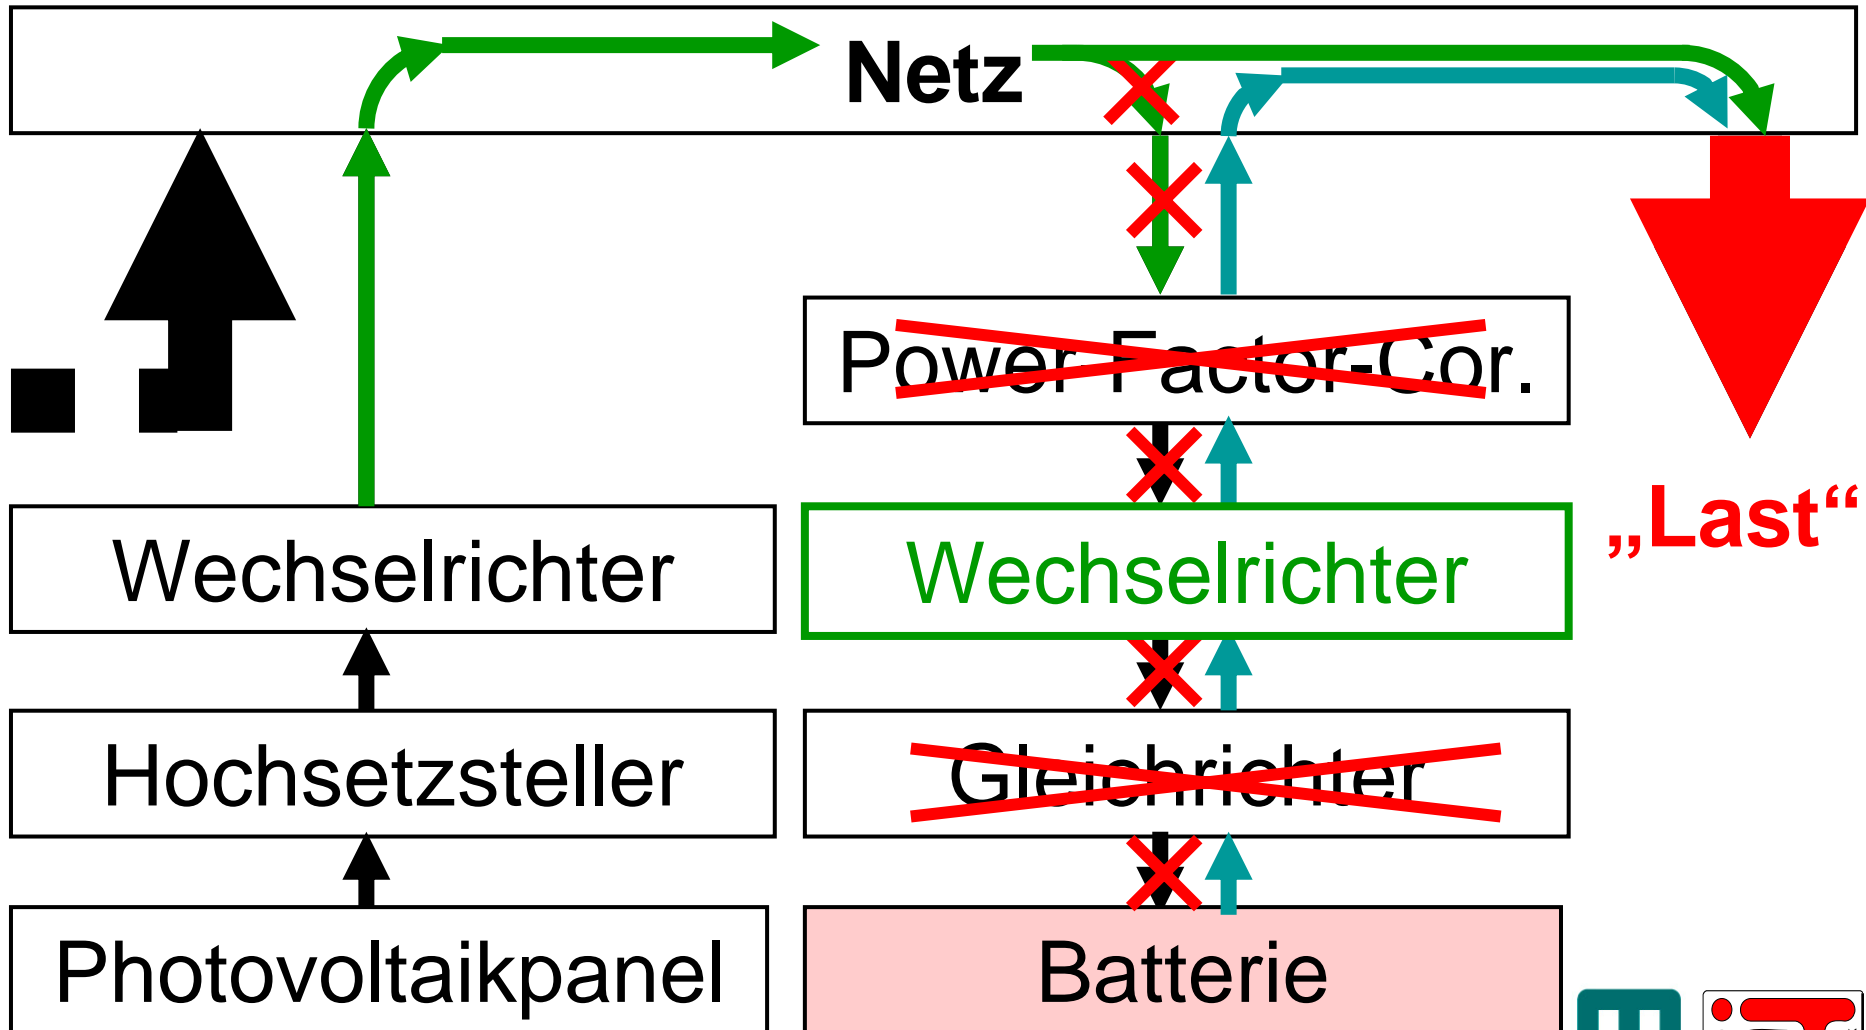 Netz
Power-Factor-Cor.
„Last“
Wechselrichter
Wechselrichter
Hochsetzsteller
Gleichrichter
Photovoltaikpanel
Batterie